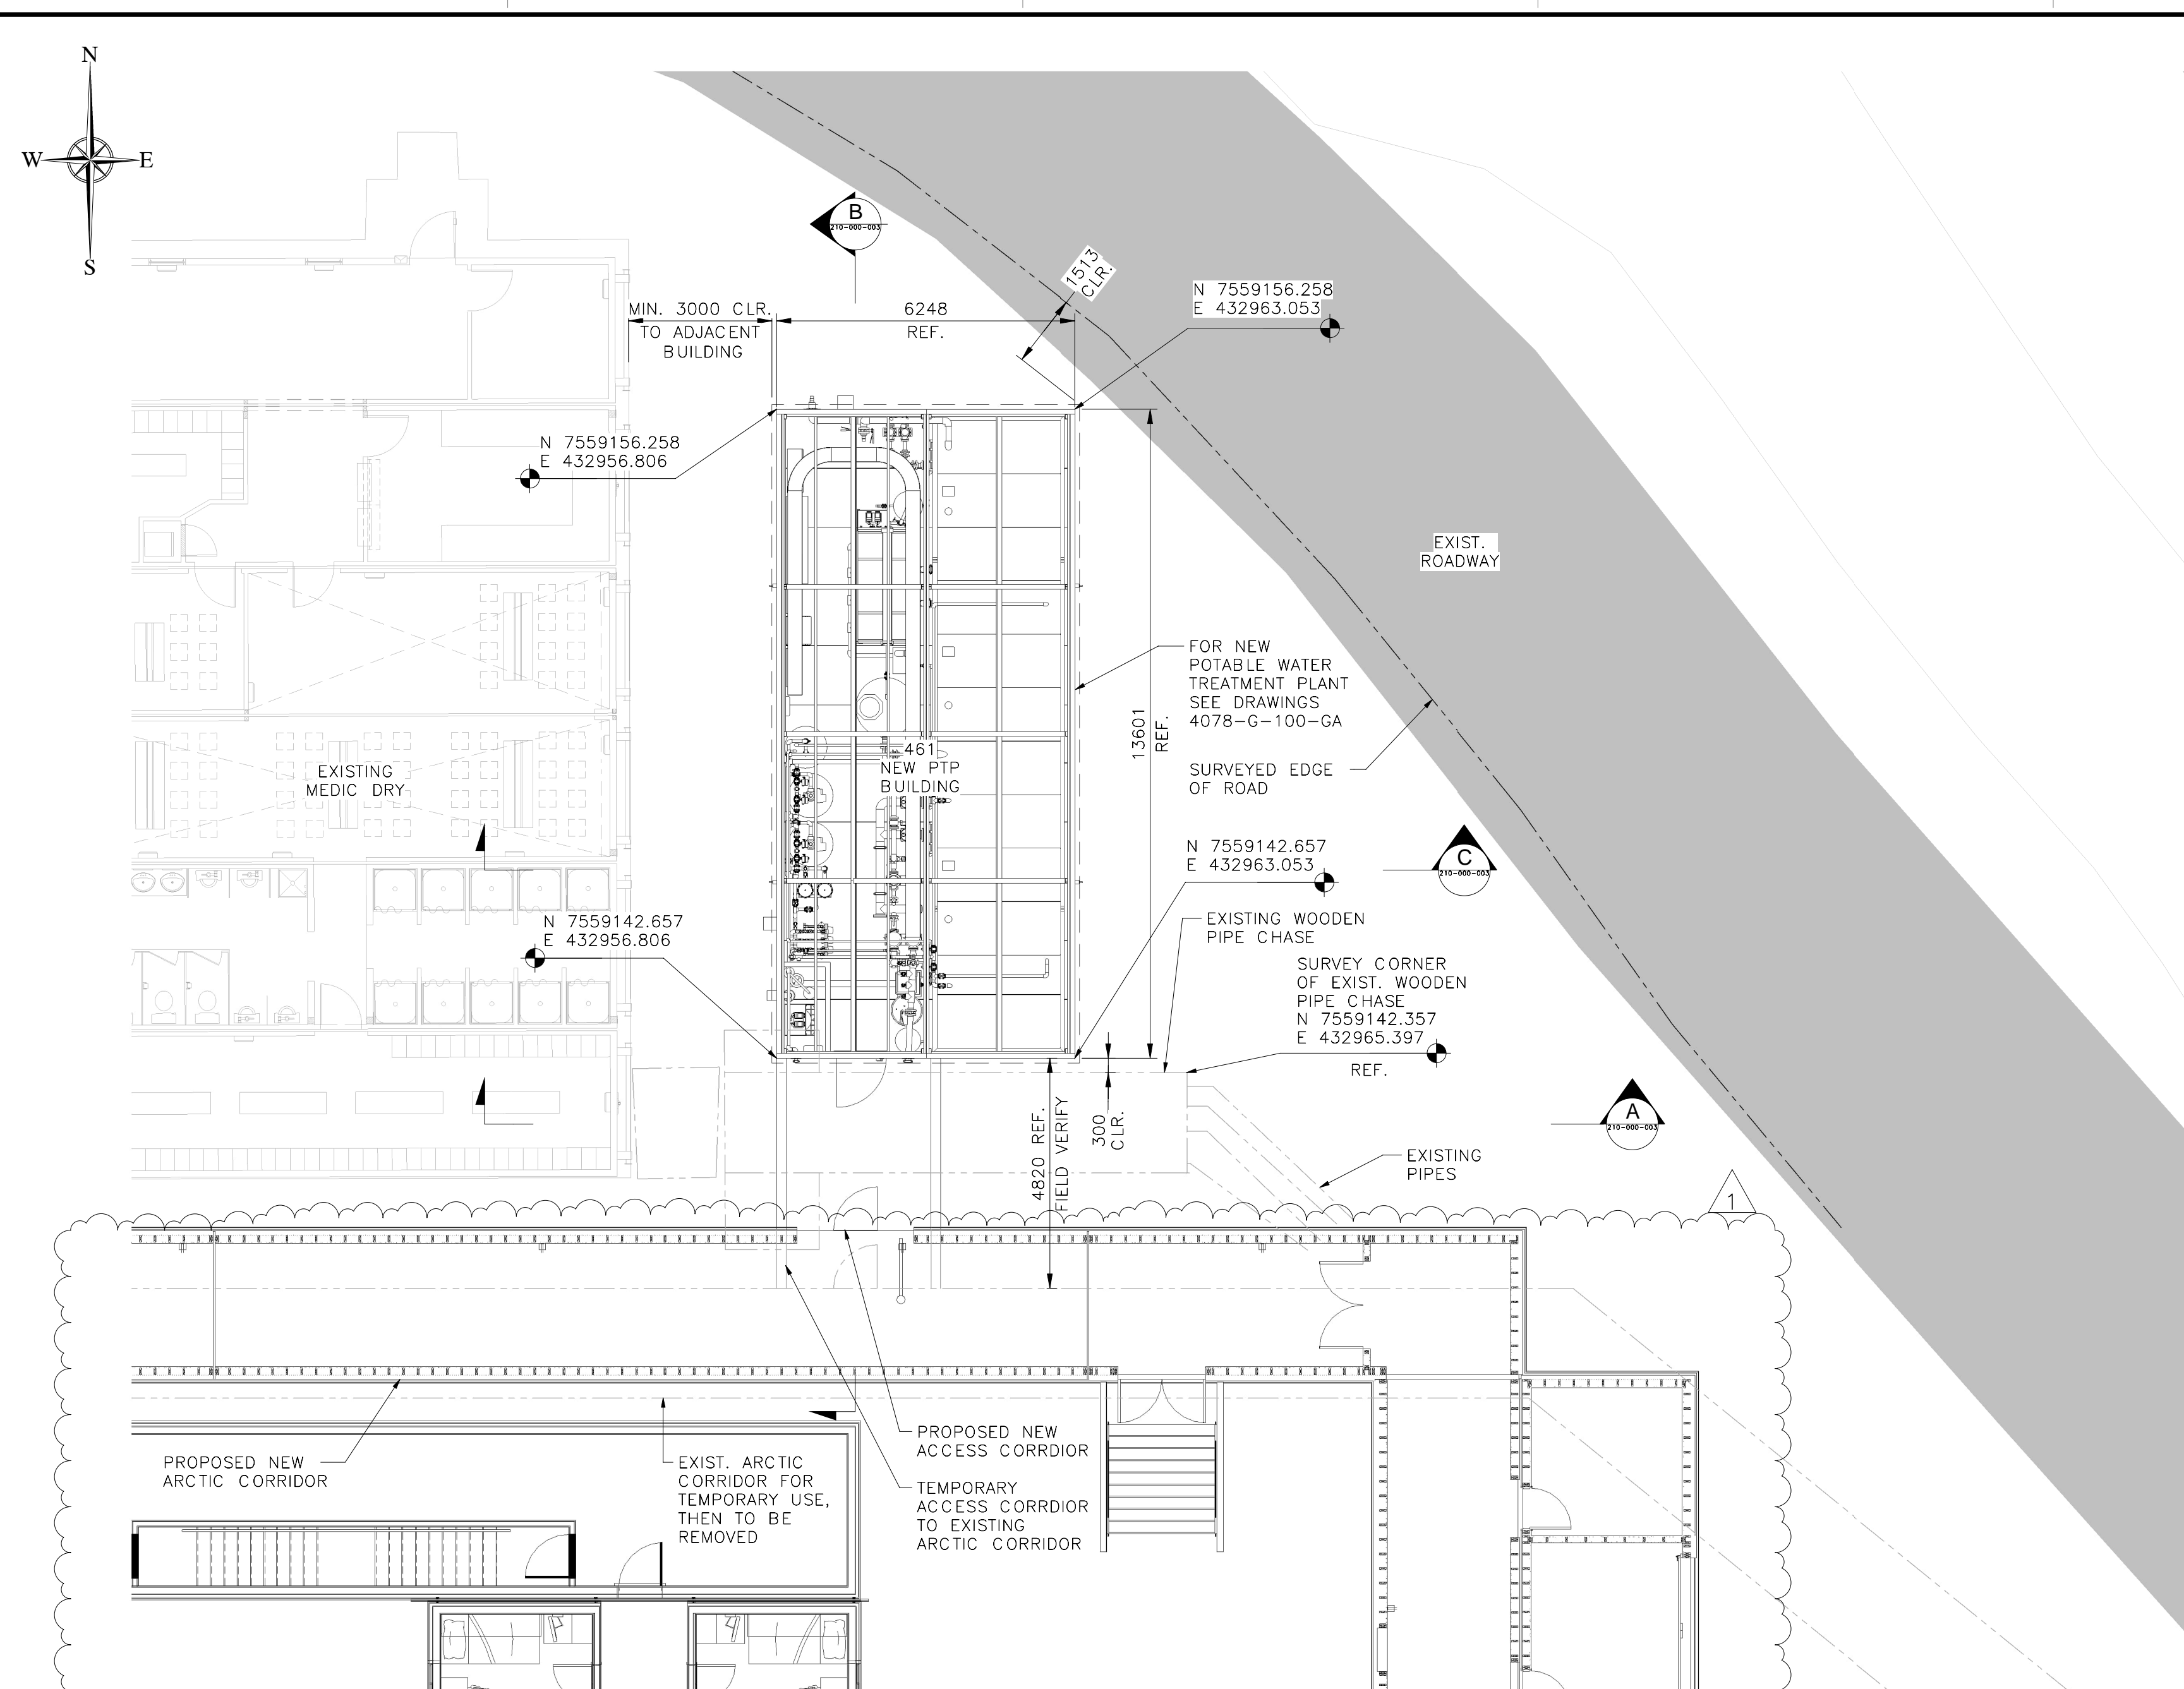 N
W
E
S
B
210-000-003
1513
CLR.
MIN. 3000 CLR.
TO ADJACENT
BUILDING
6248
REF.
N 7559156.258
E 432963.053
N 7559156.258
E 432956.806
EXIST.
ROADWAY
FOR NEW
POTABLE WATER
TREATMENT PLANT
SEE DRAWINGS
4078-G-100-GA
13601
REF.
461
NEW PTP
BUILDING
EXISTING
MEDIC DRY
SURVEYED EDGE
OF ROAD
N 7559142.657
E 432963.053
C
210-000-003
N 7559142.657
E 432956.806
EXISTING WOODEN
PIPE CHASE
SURVEY CORNER
OF EXIST. WOODEN
PIPE CHASE
N 7559142.357
E 432965.397
REF.
4820 REF.
FIELD VERIFY
300
CLR.
A
210-000-003
EXISTING
PIPES
1
PROPOSED NEW
ARCTIC CORRIDOR
EXIST. ARCTIC
CORRIDOR FOR
TEMPORARY USE,
THEN TO BE
REMOVED
PROPOSED NEW
ACCESS CORRDIOR
TEMPORARY
ACCESS CORRDIOR
TO EXISTING
ARCTIC CORRIDOR